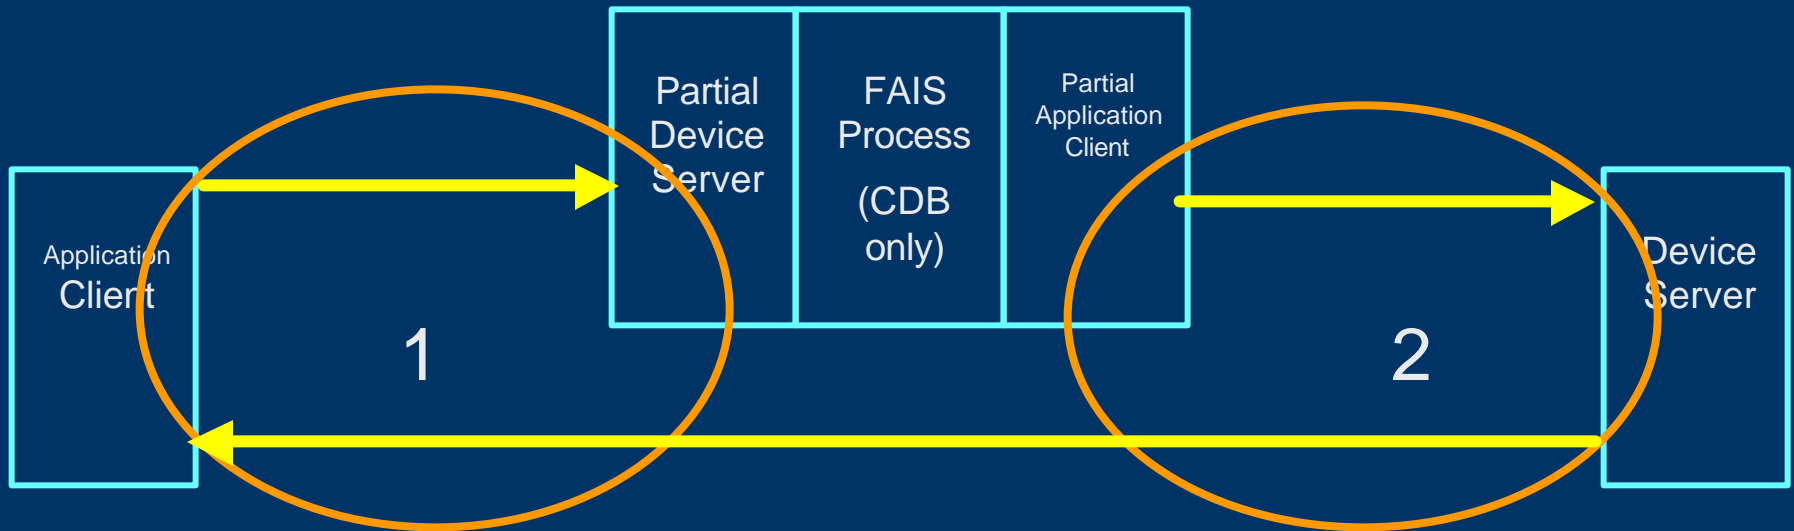 Application
Client
1
Partial
Device
Server
FAIS
Process
(CDB
only)
Partial
Application
Client
2
Device
Server